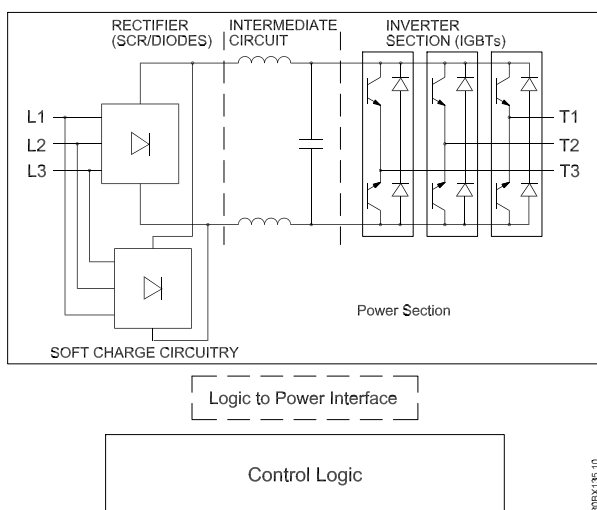 RECTIFIER
(SCR/DIODES)
INTERMEDIATE
CIRCUIT
INVERTER
SECTION (IGBTs)
L1
L2
L3
T1
T2
T3
Power Section
SOFT CHARGE CIRCUITRY
Logic to Power Interface
Control Logic